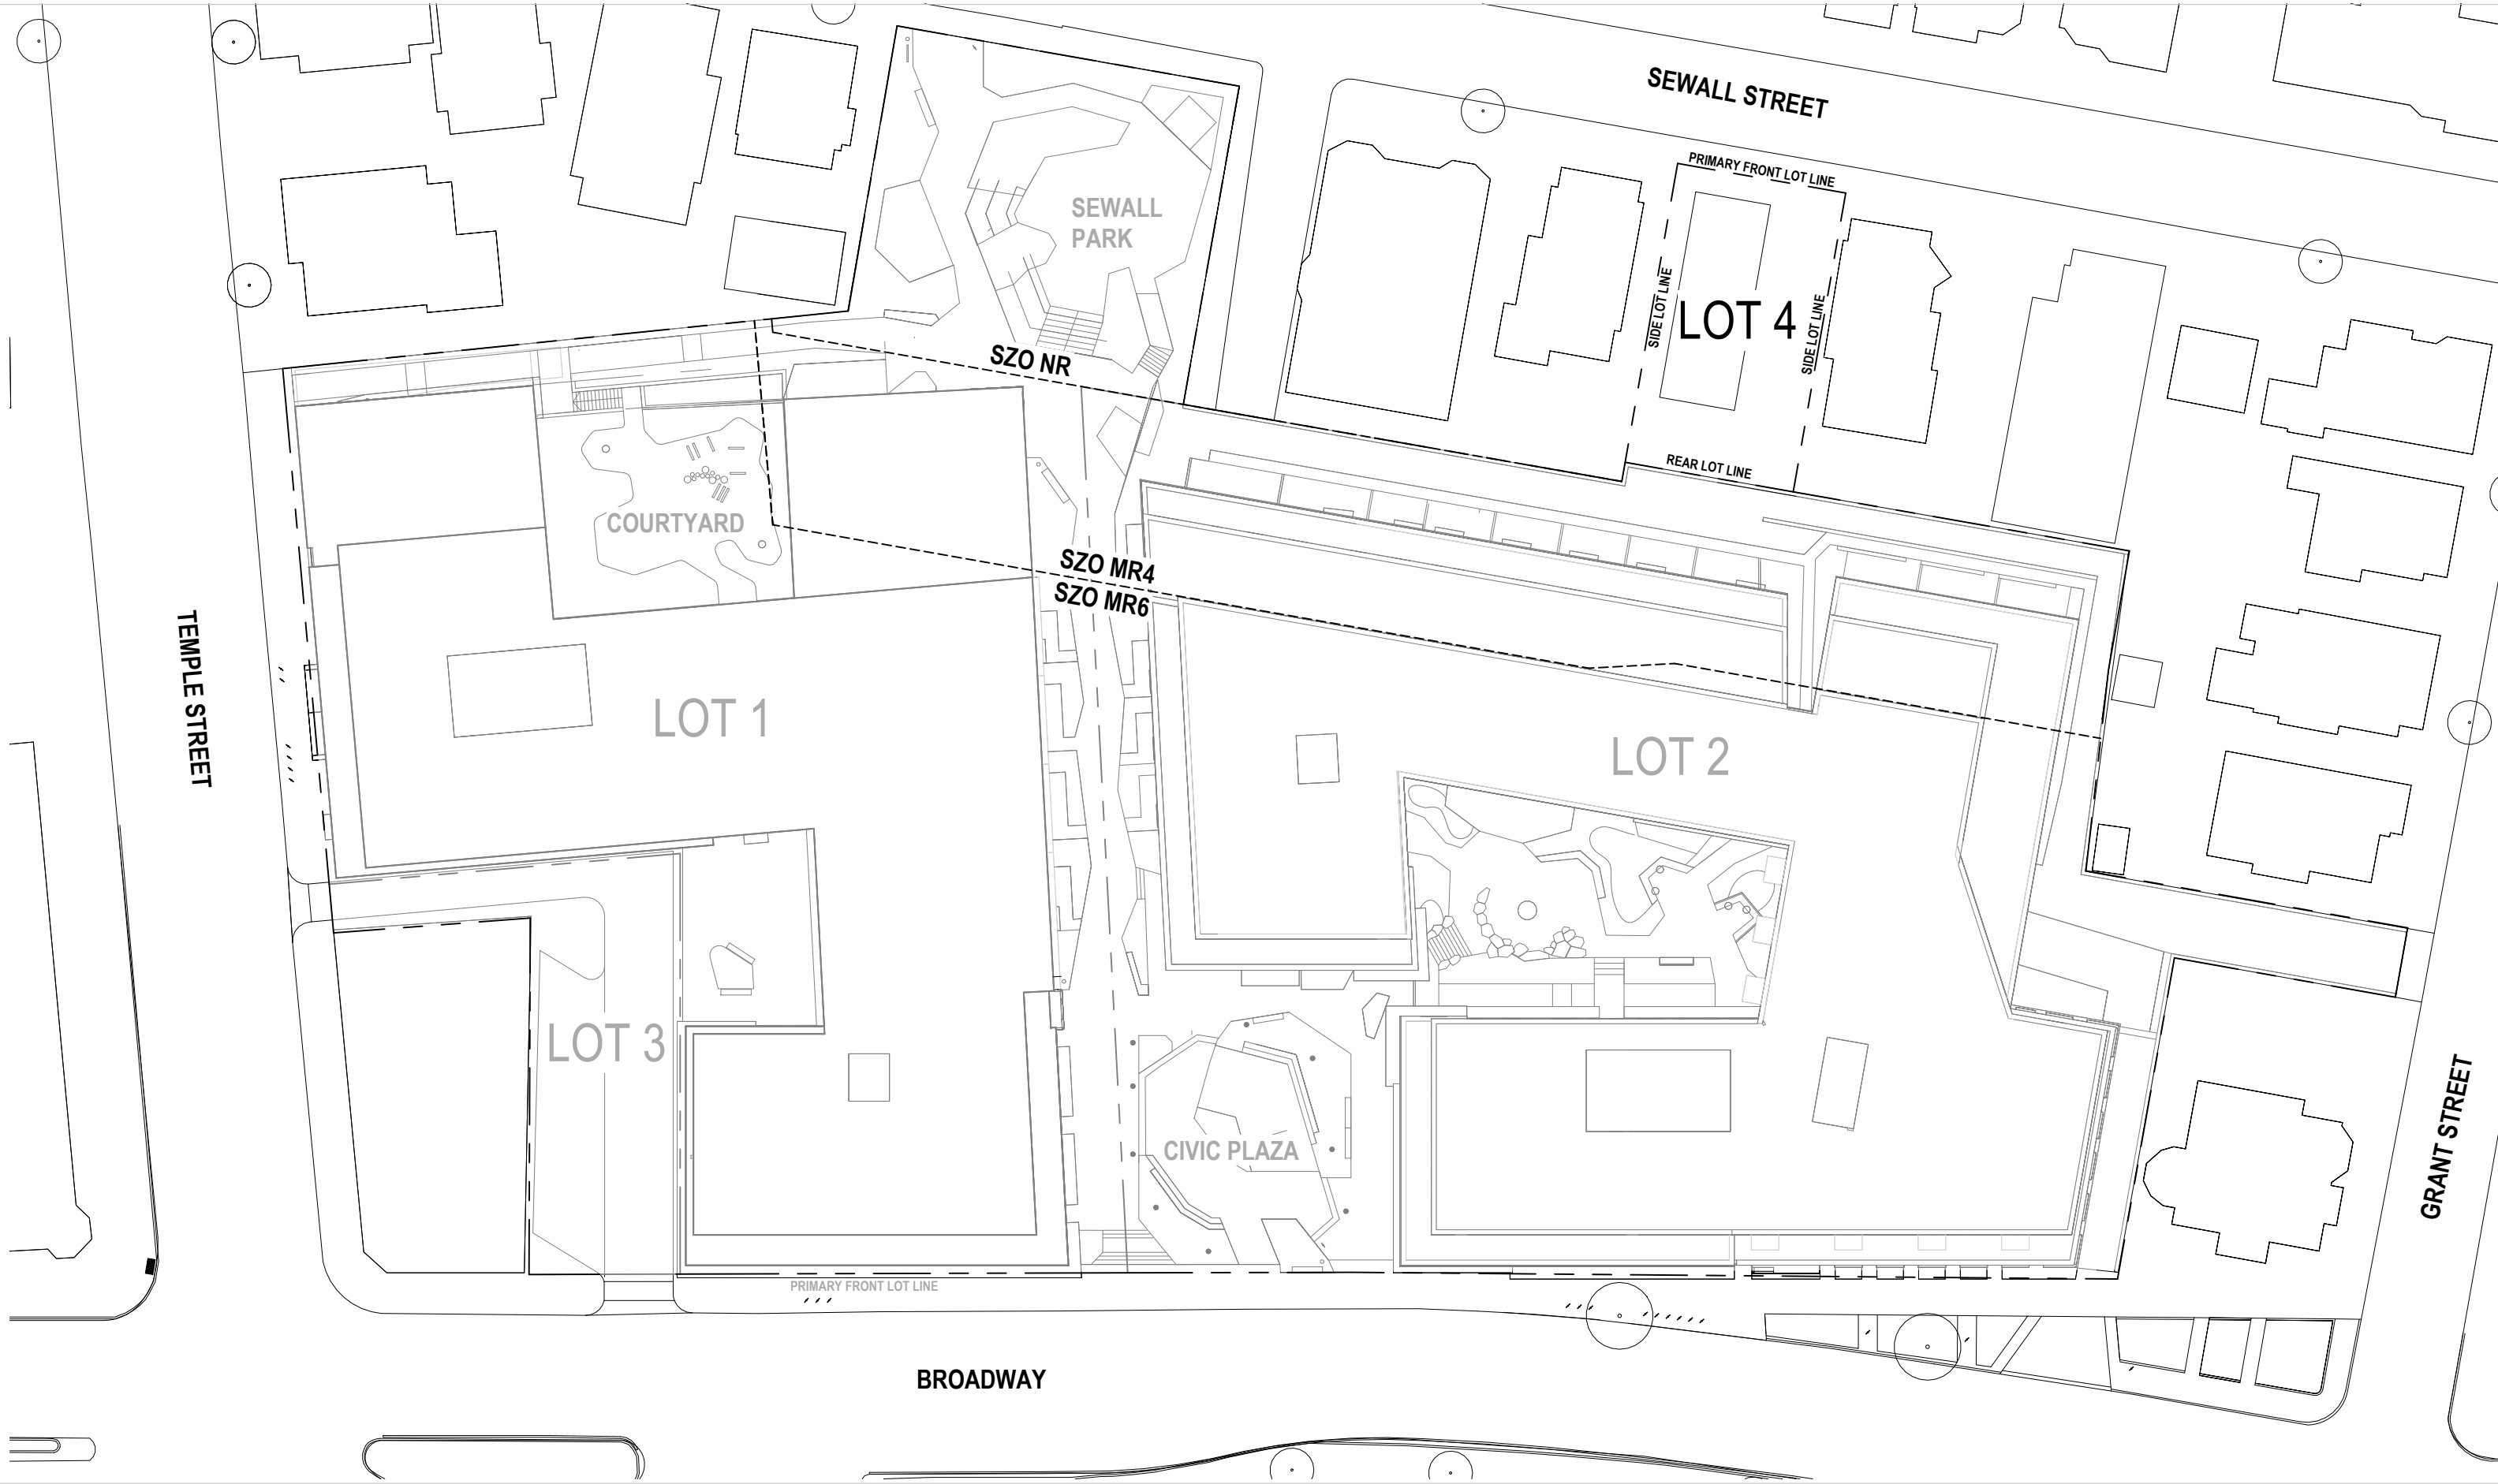 SEWALL STREET
PRIMARY FRONT LOT LINE
SEWALL
PARK
SIDE LOT LINE
LOT 4
SIDE LOT LINE
SZO NR
REAR LOT LINE
COURTYARD
SZO MR4
SZO MR6
TEMPLE STREET
LOT 1
LOT 2
LOT 3
CIVIC PLAZA
GRANT STREET
PRIMARY FRONT LOT LINE
BROADWAY